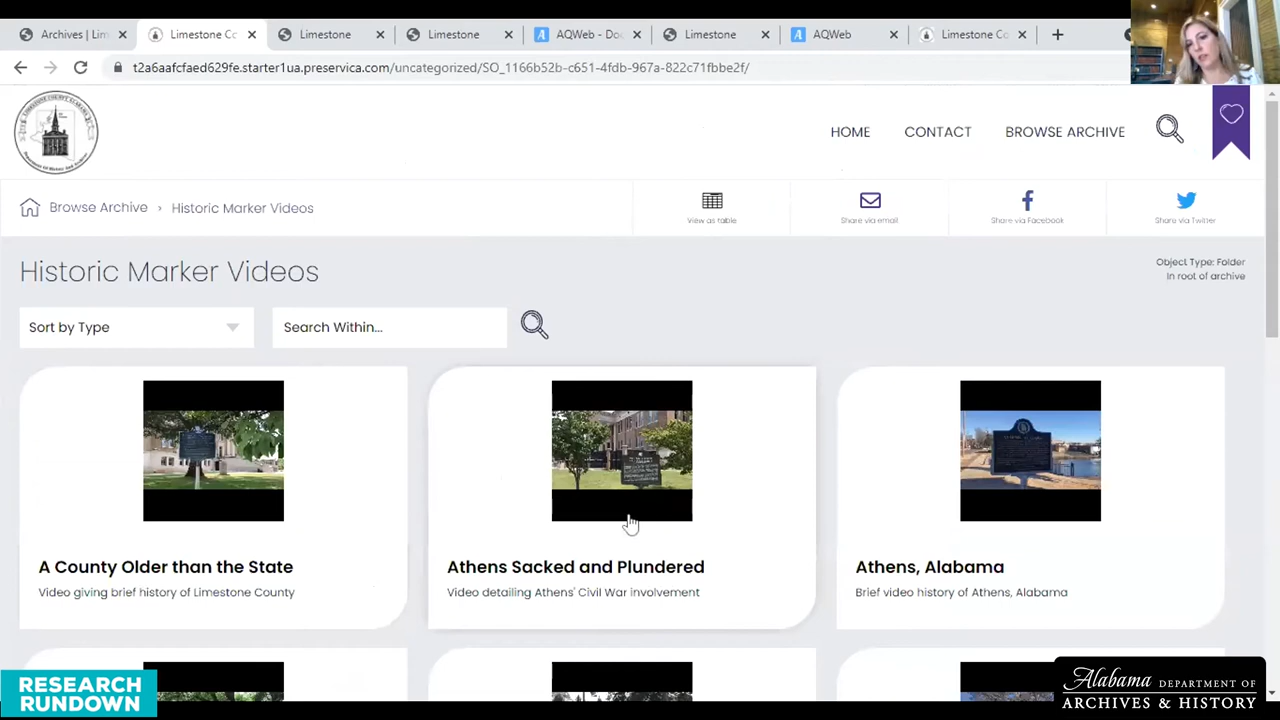 Archives | Lim
Limestone Co
Limestone
Limestone
AQWeb - Do
Limestone
AQWeb
Limestone Co
t2a6aafcfaed629fe.starter1ua.preservica.com/uncategorized/SO_1166b52b-c651-4fdb-967a-822c71fbbe2f/
HOME
CONTACT
BROWSE ARCHIVE
Browse Archive › Historic Marker Videos
View as table
Share via email
Share via Facebook
Share via Twitter
Historic Marker Videos
Object Type: Folder
In root of archive
Sort by Type
Search Within...
A County Older than the State
Video giving brief history of Limestone County
Athens Sacked and Plundered
Video detailing Athens' Civil War involvement
Athens, Alabama
Brief video history of Athens, Alabama
RESEARCH
RUNDOWN
Alabama DEPARTMENT OF
ARCHIVES & HISTORY